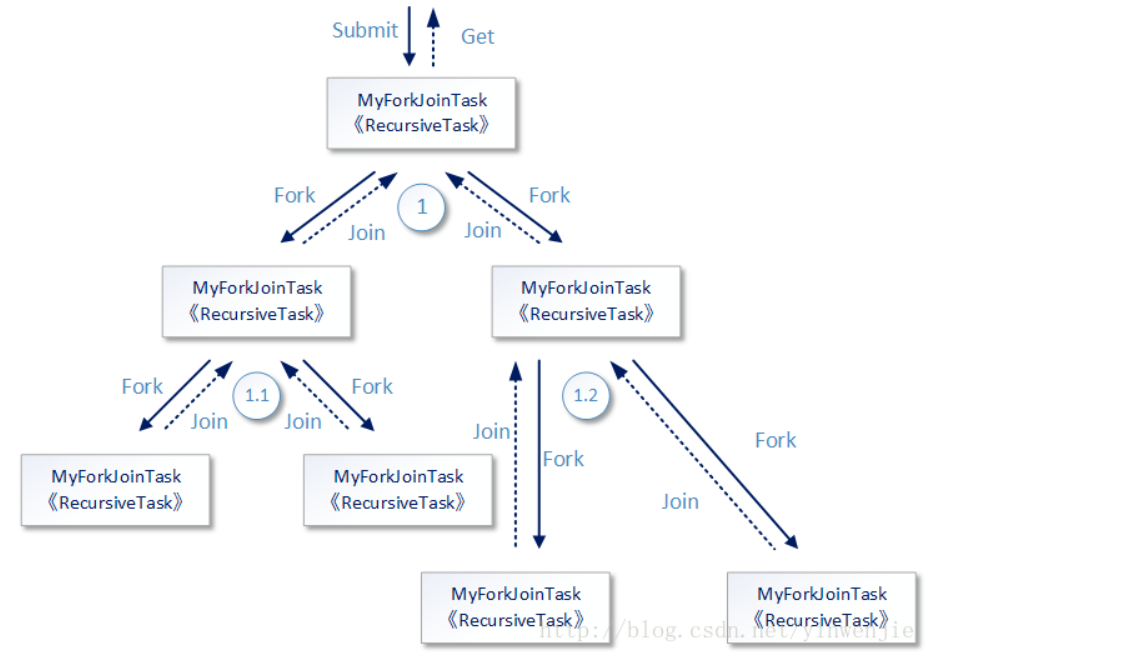 Submit
Get
MyForkJoinTask
《RecursiveTask》
Fork
1
Fork
Join
Join
MyForkJoinTask
《RecursiveTask》
MyForkJoinTask
《RecursiveTask》
Fork
1.1
Fork
1.2
Join
Join
Join
Fork
Fork
Join
MyForkJoinTask
《RecursiveTask》
MyForkJoinTask
《RecursiveTask》
MyForkJoinTask
《RecursiveTask》
MyForkJoinTask
《RecursiveTask》
http://blog.csdn.net/yinwenjie